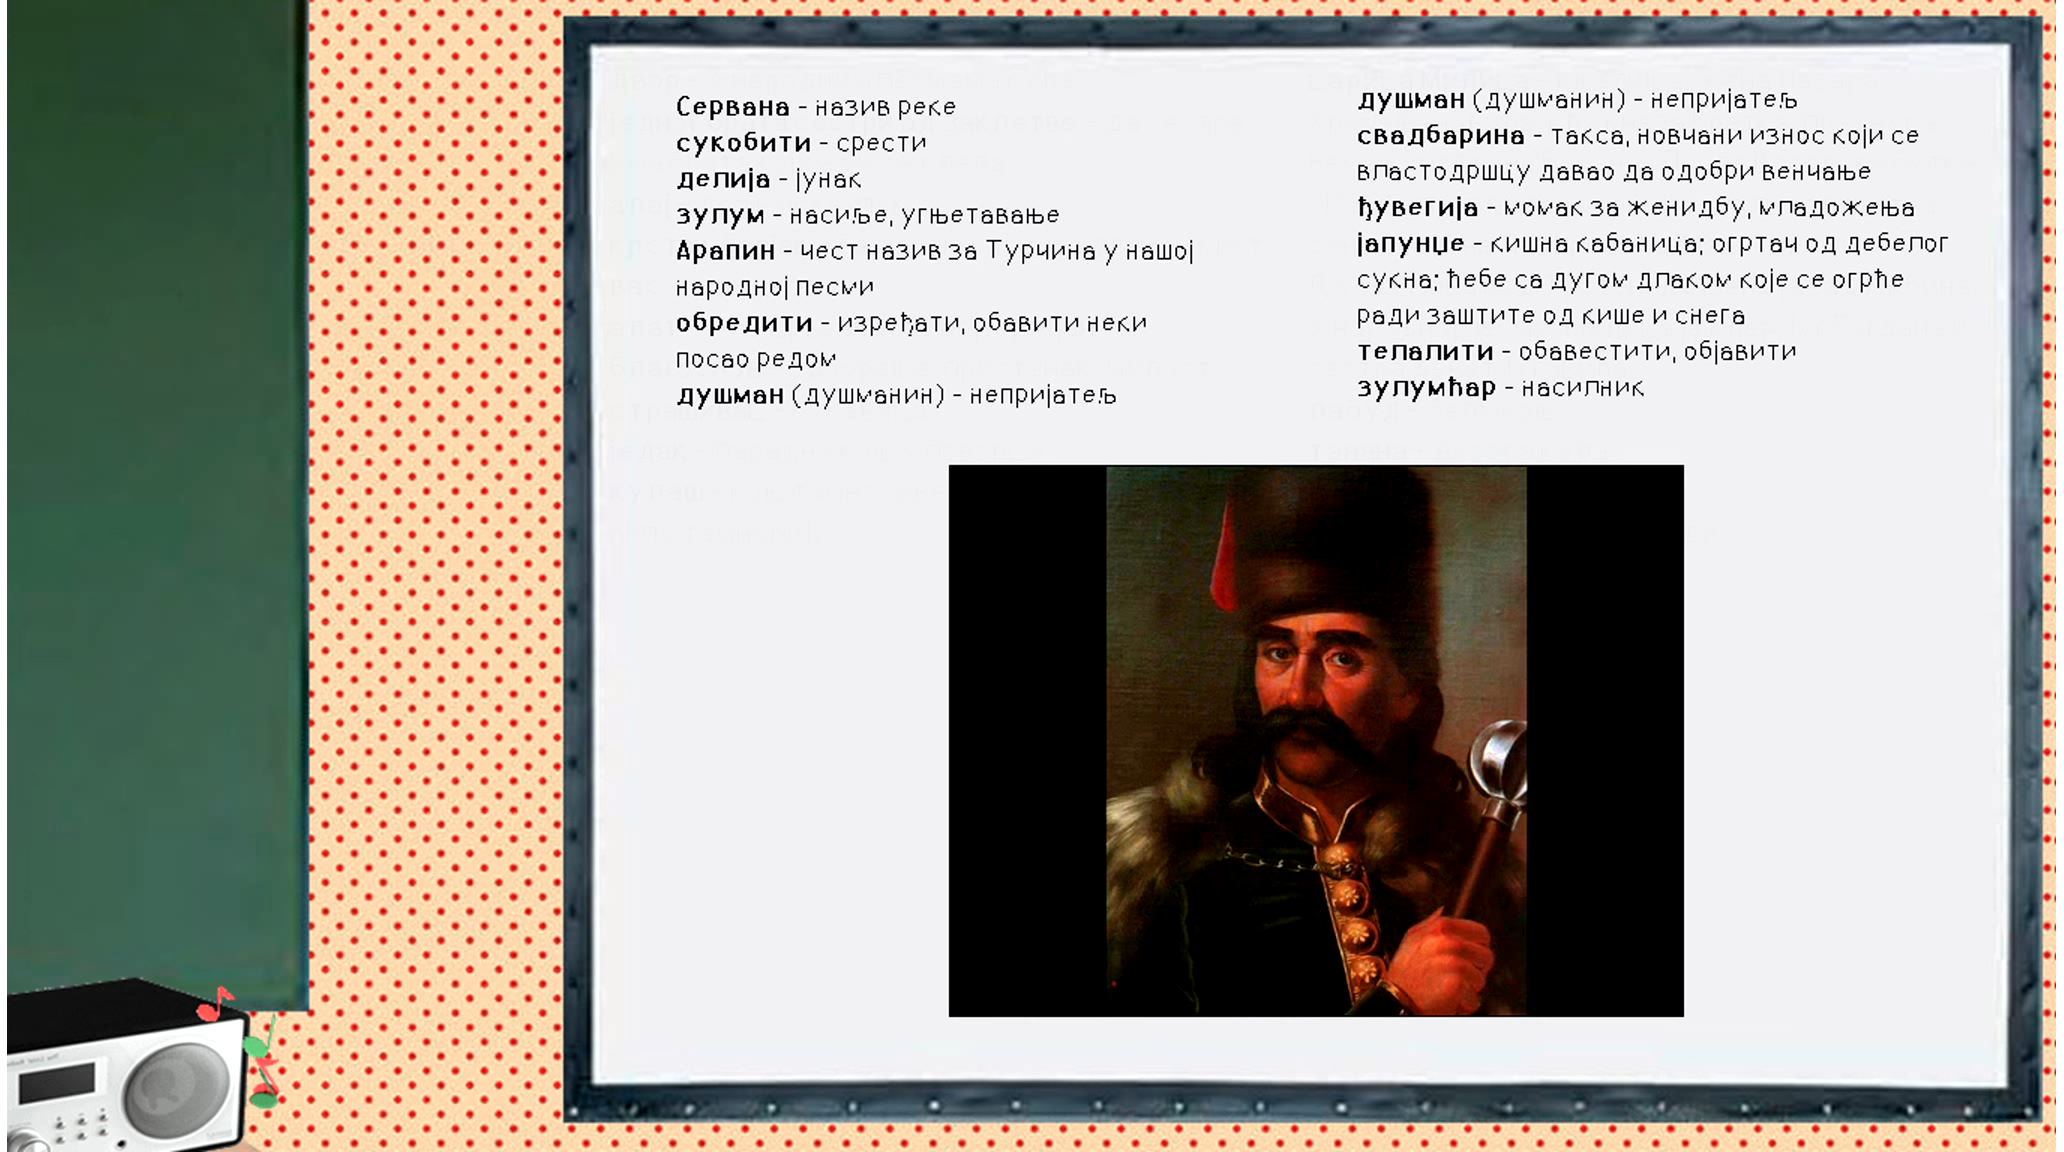 Сервана - назив реке
сукобити - срести
делија - јунак
зулум - насиље, угњетавање
Арапин - чест назив за Турчина у нашој
народној песми
обредити - изређати, обавити неки
посао редом
душман (душманин) - непријатељ
душман (душманин) - непријатељ
свадбарина - такса, новчани износ који се
властодршцу давао да одобри венчање
ђувегија - момак за женидбу, младожења
јапунџе - кишна кабаница; огртач од дебелог
сукна; ћебе са дугом длаком које се огрће
ради заштите од кише и снега
телалити - обавестити, објавити
зулумћар - насилник